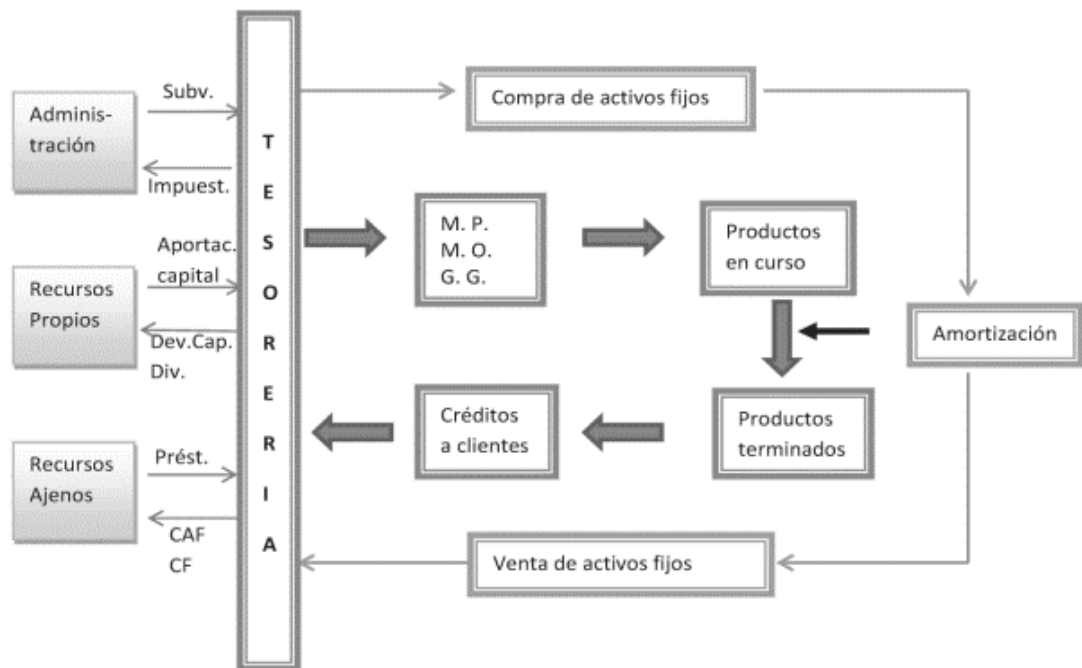 Adminis-
tración
Subv.
Impuest.
Recursos
Propios
Aportac.
capital
Dev.Cap.
Div.
Recursos
Ajenos
Prést.
CAF
CF
T
E
S
O
R
E
R
I
A
Compra de activos fijos
M. P.
M. O.
G. G.
Productos
en curso
Amortización
Créditos
a clientes
Productos
terminados
Venta de activos fijos